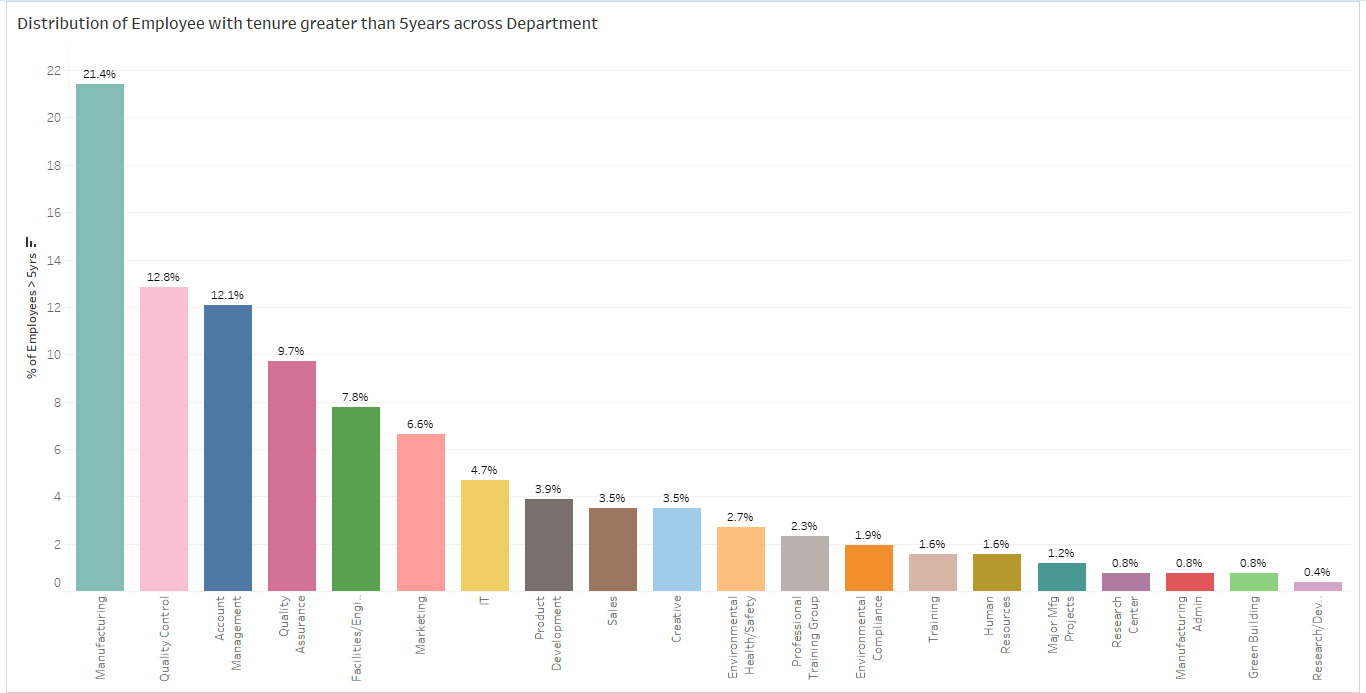 Distribution of Employee with tenure greater than 5years across Department
% of Employees > 5yrs
22
20
18
16
14
12
10
8
6
4
2
0
21.4%
12.8%
12.1%
9.7%
7.8%
6.6%
4.7%
3.9%
3.5%
3.5%
2.7%
2.3%
1.9%
1.6%
1.6%
1.2%
0.8%
0.8%
0.8%
0.4%
Manufacturing
Quality Control
Account
Management
Quality
Assurance
Facilities/Engi..
Marketing
IT
Product
Development
Sales
Creative
Environmental
Health/Safety
Professional
Training Group
Environmental
Compliance
Training
Human
Resources
Major Mfg
Projects
Research
Center
Manufacturing
Admin
Green Building
Research/Dev..